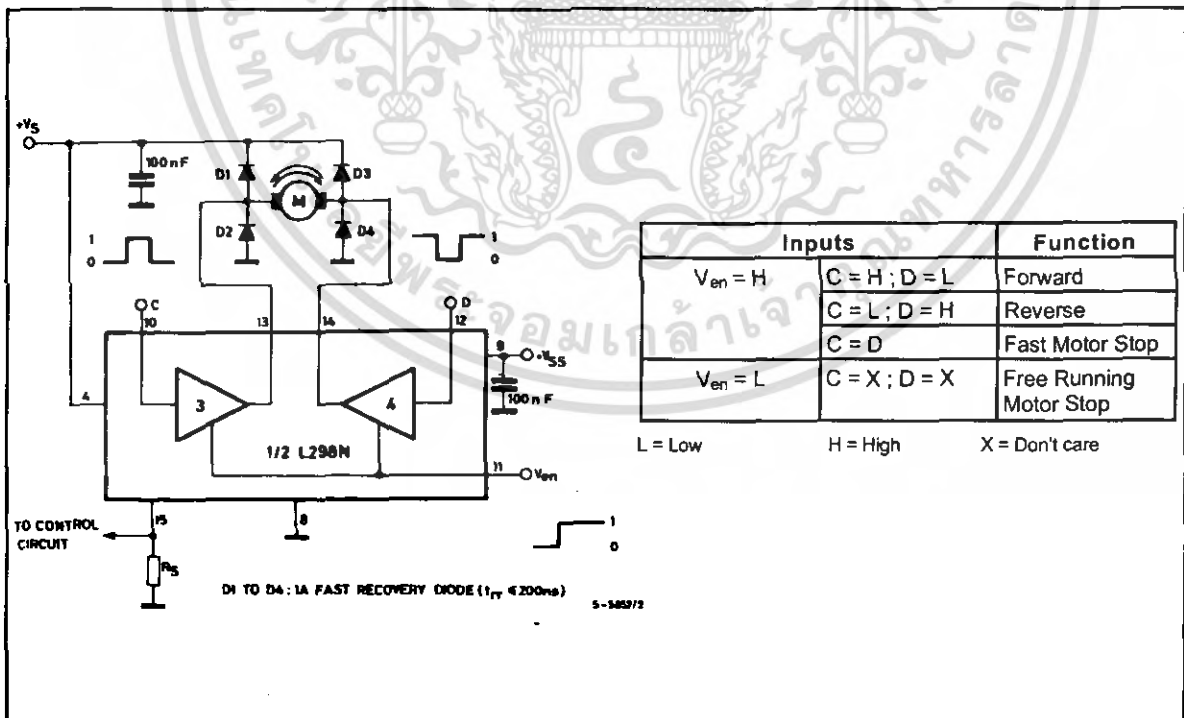 +Vs
100nF
D1
D3
M
D2
D4
1
0
1
0
C
D
10
13
14
12
9
+Vss
100nF
4
3
4
1/2 L298N
11
Ven
15
8
TO CONTROL
CIRCUIT
RS
1
0
D1 TO D4 : 1A FAST RECOVERY DIODE (trr ≤ 200ns)
S-5857/2
Inputs Function
Ven = H C = H ; D = L Forward
C = L ; D = H Reverse
C = D Fast Motor Stop
Ven = L C = X ; D = X Free Running
Motor Stop
L = Low H = High X = Don't care